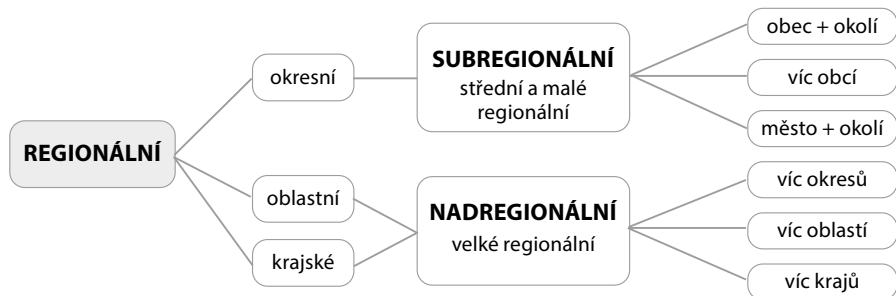 REGIONÁLNÍ
okresní
oblastní
krajské
SUBREGIONÁLNÍ
střední a malé
regionální
NADREGIONÁLNÍ
velké regionální
obec + okolí
víc obcí
město + okolí
víc okresů
víc oblastí
víc krajů